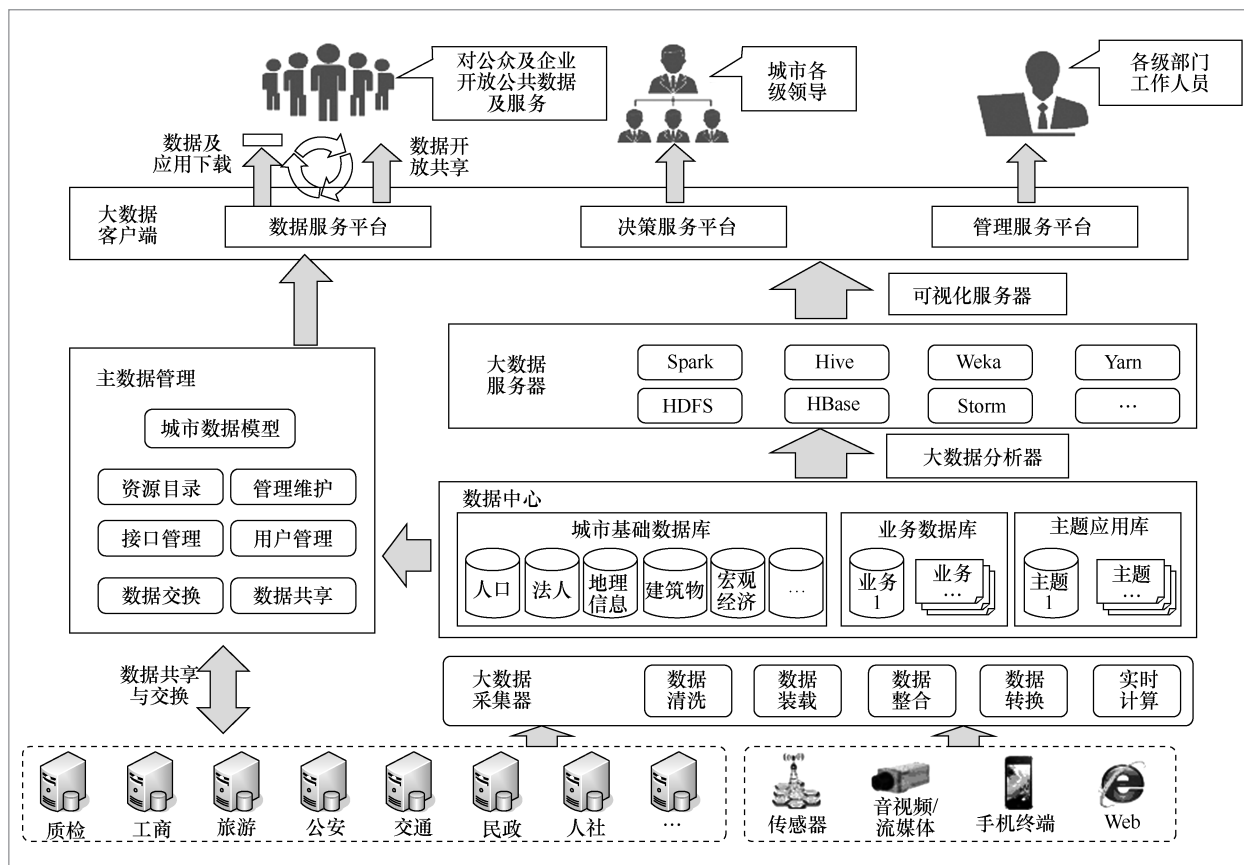 对公众及企业
开放公共数据
及服务
城市各
级领导
各级部门
工作人员
数据及
应用下载
数据开
放共享
大数据
客户端
数据服务平台
决策服务平台
管理服务平台
可视化服务器
主数据管理
城市数据模型
资源目录
管理维护
接口管理
用户管理
数据交换
数据共享
大数据
服务器
Spark
Hive
Weka
Yarn
HDFS
HBase
Storm
…
大数据分析器
数据中心
城市基础数据库
人口
法人
地理
信息
建筑物
宏观
经济
…
业务数据库
业务
1
业务
…
主题应用库
主题
1
主题
…
数据共享
与交换
大数据
采集器
数据
清洗
数据
装载
数据
整合
数据
转换
实时
计算
质检
工商
旅游
公安
交通
民政
人社
…
传感器
音视频/
流媒体
手机终端
Web